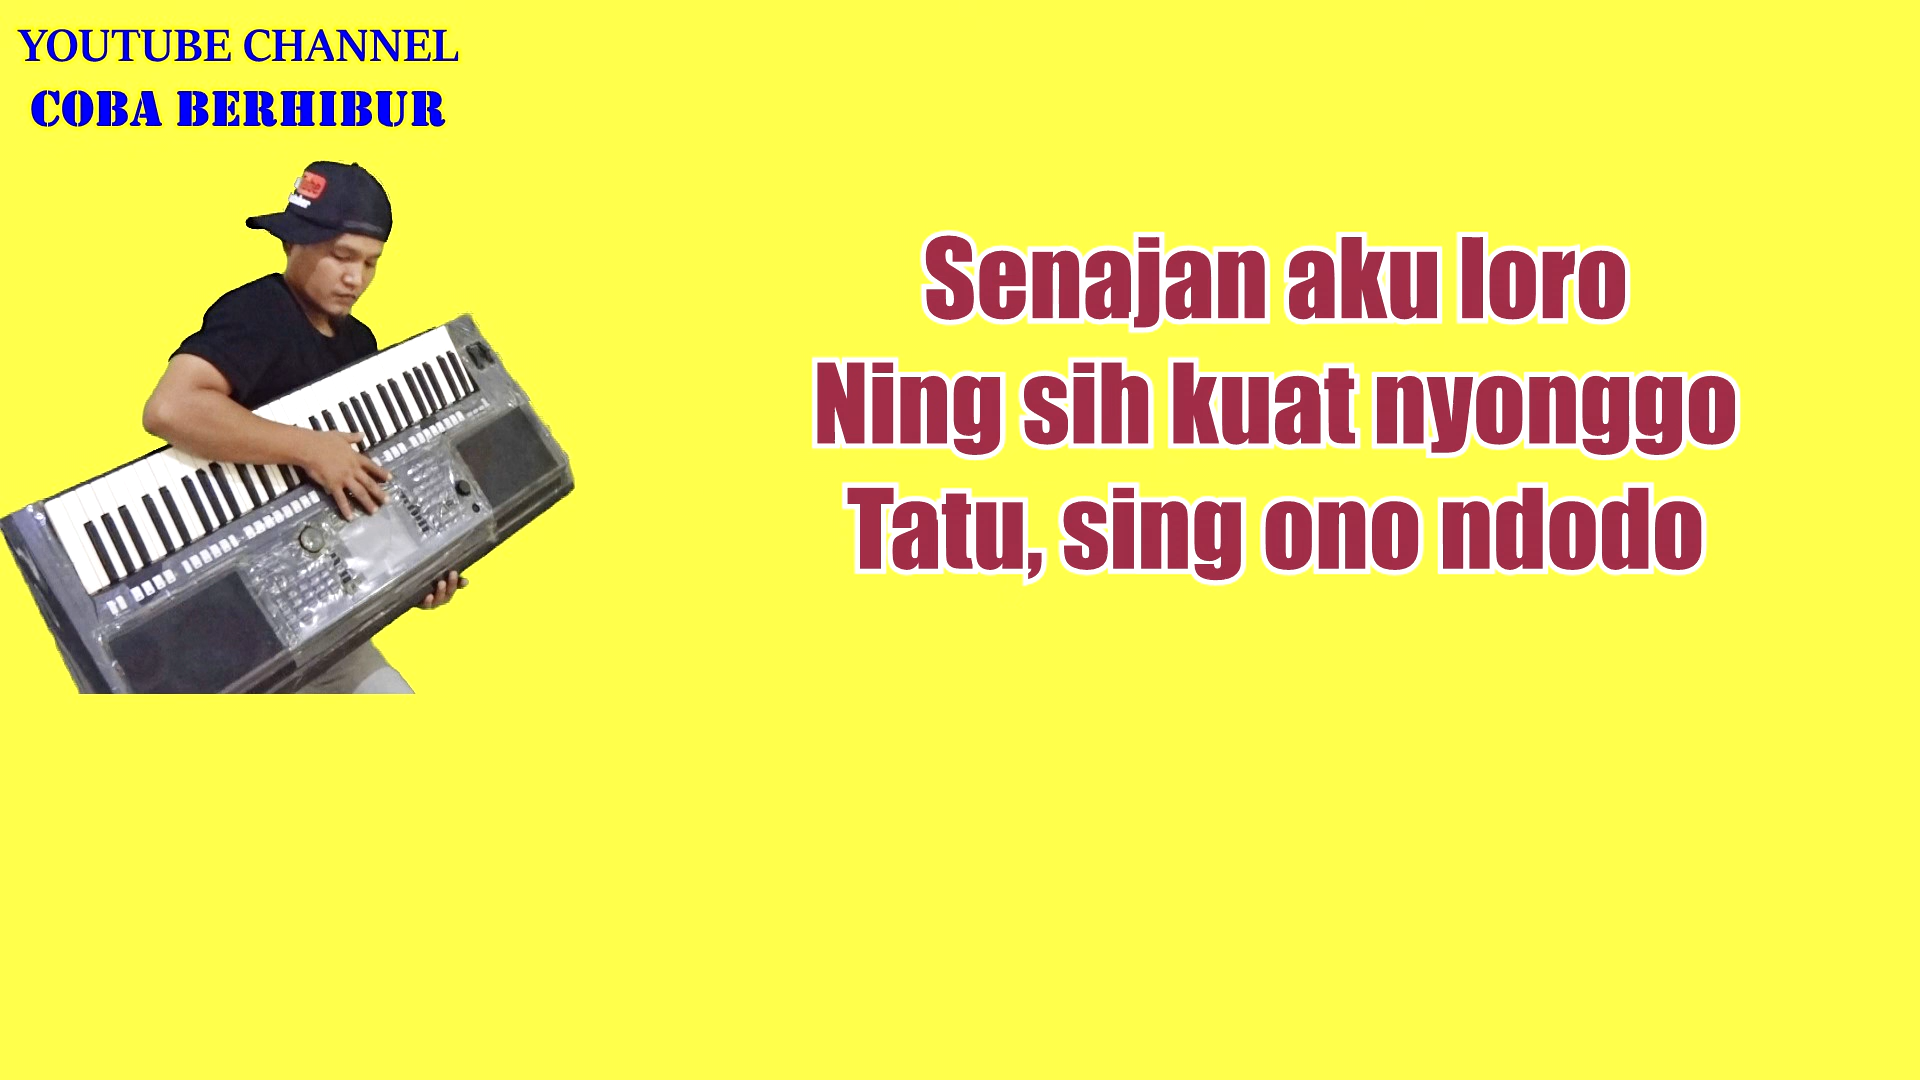 YOUTUBE CHANNEL
COBA BERHIBUR
Senajan aku loro
Ning sih kuat nyonggo
Tatu, sing ono ndodo